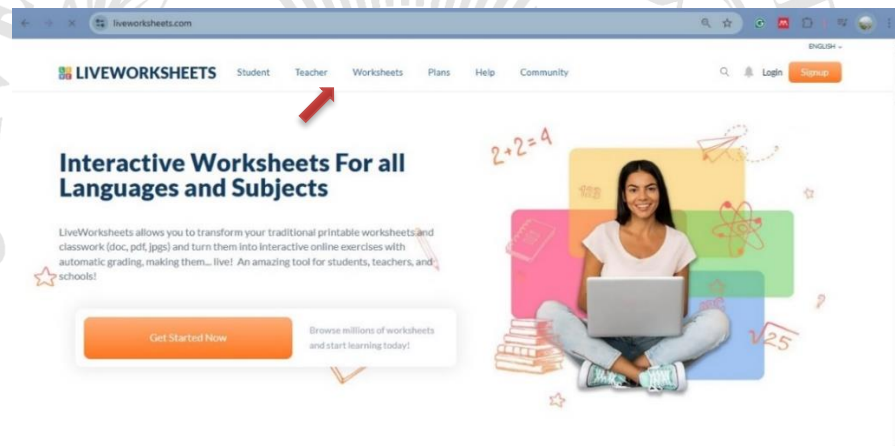 liveworksheets.com
ENGLISH
LIVEWORKSHEETS Student Teacher Worksheets Plans Help Community Login Signup
Interactive Worksheets For all
Languages and Subjects
LiveWorksheets allows you to transform your traditional printable worksheets and
classwork (doc, pdf, jpgs) and turn them into interactive online exercises with
automatic grading, making them... live! An amazing tool for students, teachers, and
schools!
Get Started Now
Browse millions of worksheets
and start learning today!
2+2=4
√25